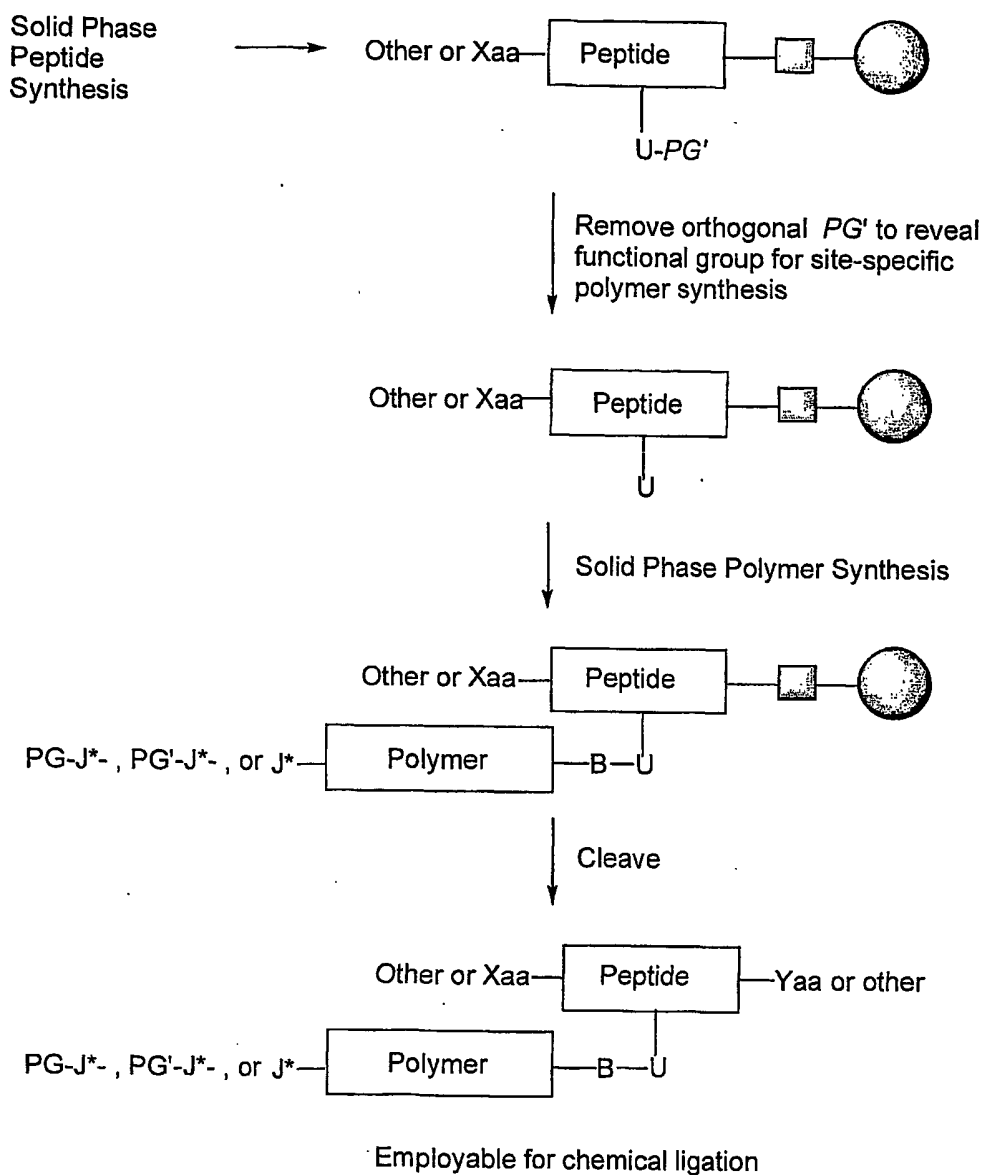 Solid Phase
Peptide
Synthesis
Other or Xaa
Peptide
U-PG'
Remove orthogonal PG' to reveal
functional group for site-specific
polymer synthesis
Other or Xaa
Peptide
U
Solid Phase Polymer Synthesis
Other or Xaa
Peptide
PG-J*- , PG'-J*- , or J*
Polymer
B
U
Cleave
Other or Xaa
Peptide
Yaa or other
PG-J*- , PG'-J*- , or J*
Polymer
B
U
Employable for chemical ligation